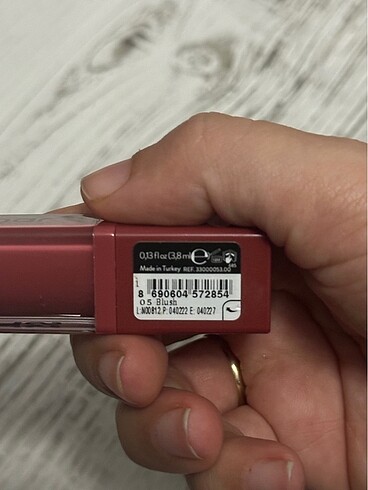 0,13 fl oz (3,8 ml) e
Made in Turkey REF. 33000053.00
8 690604 572854
05 Blush
L:N00812 P: 040222 E: 040227